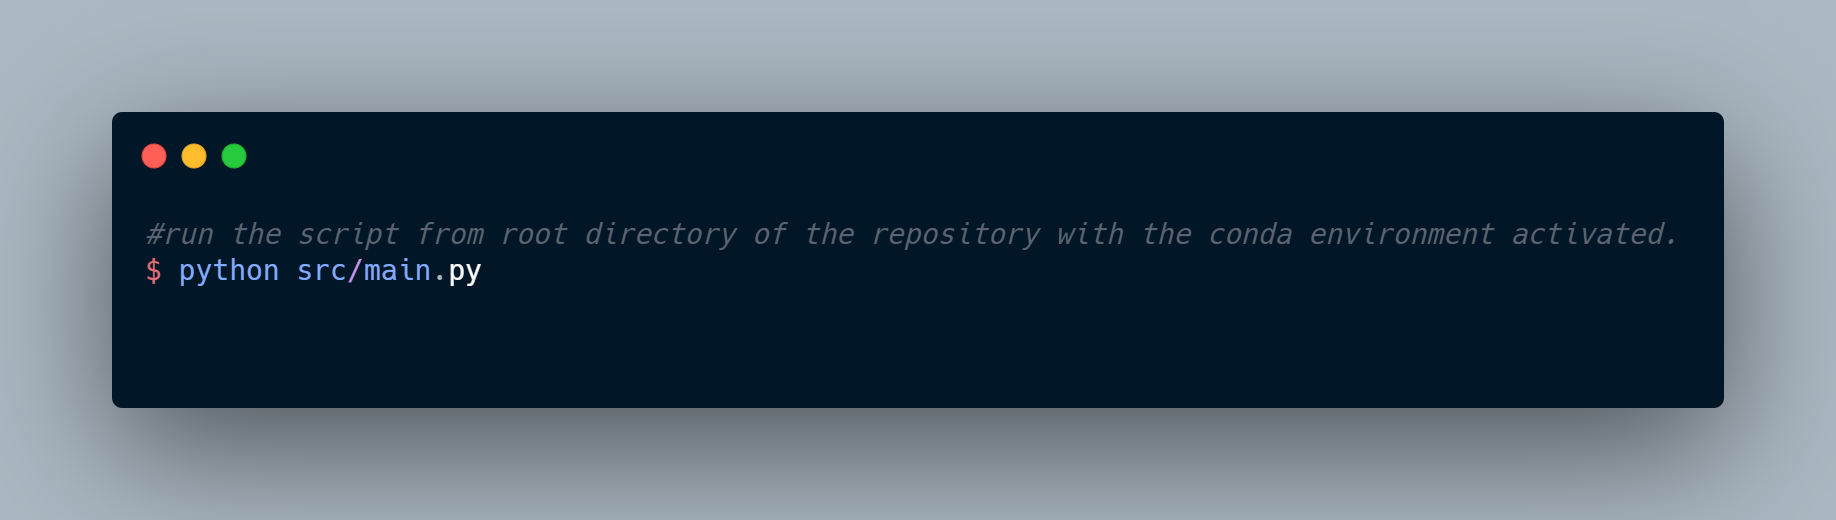 #run the script from root directory of the repository with the conda environment activated.
$ python src/main.py